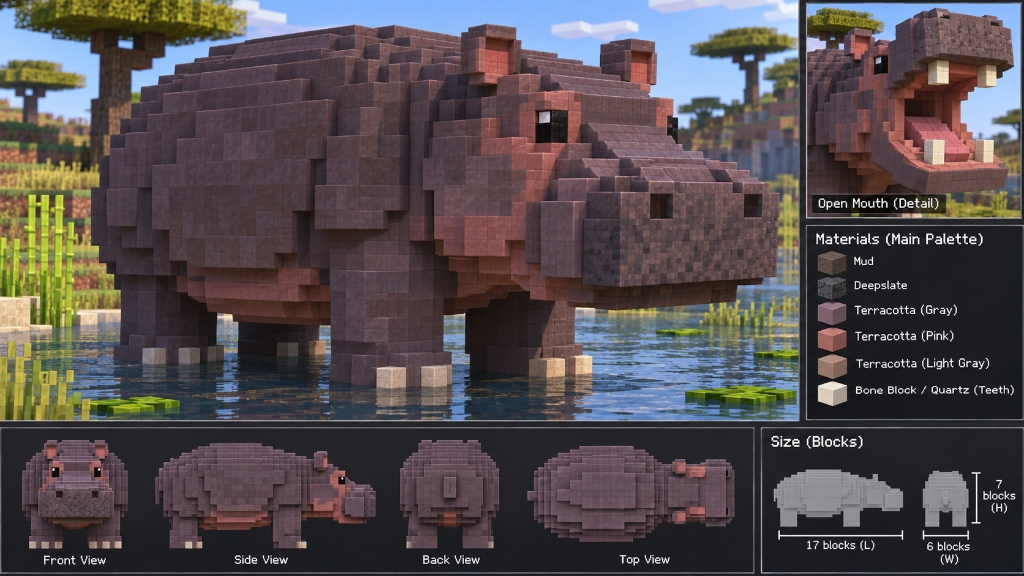 Open Mouth (Detail)
Materials (Main Palette)
Mud
Deepslate
Terracotta (Gray)
Terracotta (Pink)
Terracotta (Light Gray)
Bone Block / Quartz (Teeth)
Front View
Side View
Back View
Top View
Size (Blocks)
7
blocks
(H)
17 blocks (L)
6 blocks
(W)